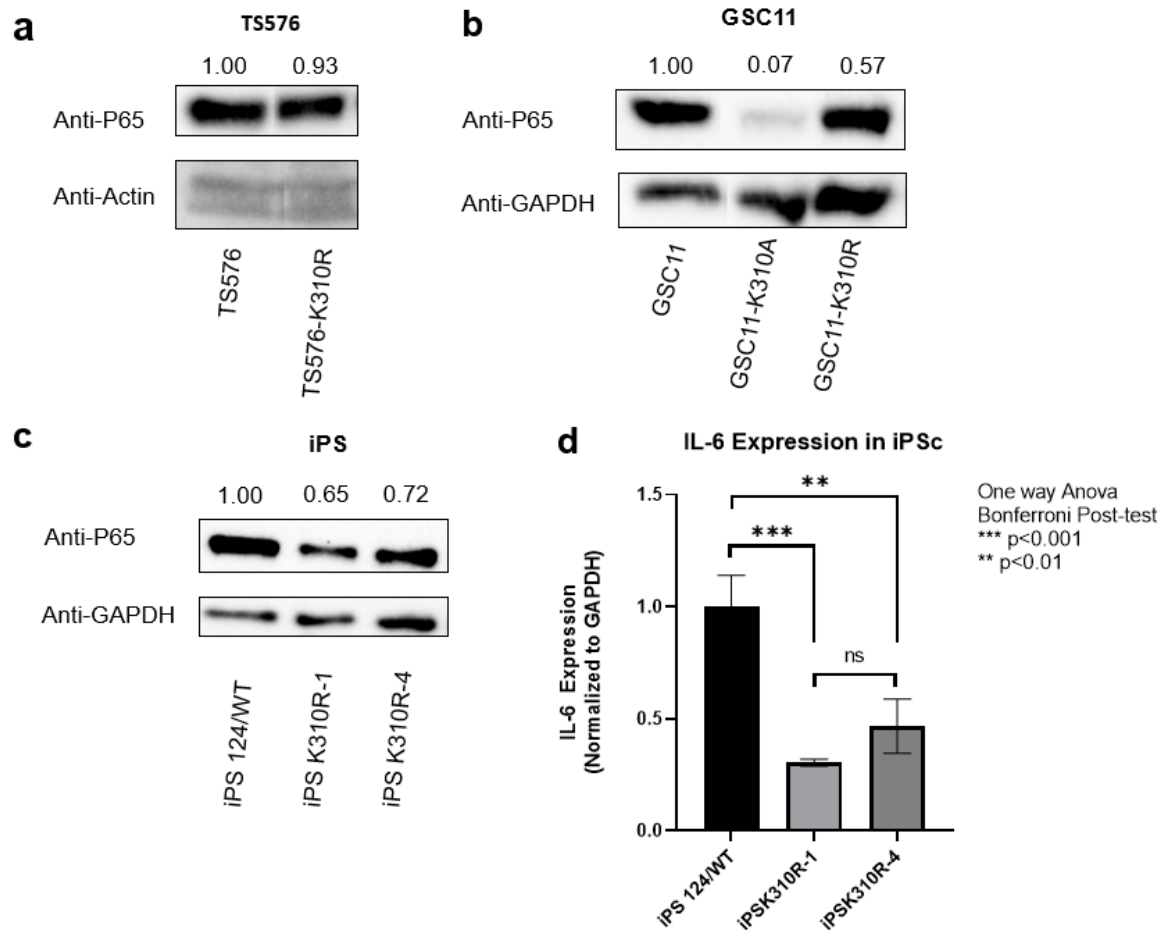 a
TS576
1.00 0.93
Anti-P65
Anti-Actin
TS576
TS576-K310R
b
GSC11
1.00 0.07 0.57
Anti-P65
Anti-GAPDH
GSC11
GSC11-K310A
GSC11-K310R
c
iPS
1.00 0.65 0.72
Anti-P65
Anti-GAPDH
iPS 124/WT
iPS K310R-1
iPS K310R-4
d
IL-6 Expression in iPSc
IL-6 Expression
(Normalized to GAPDH)
1.5
1.0
0.5
0.0
**
***
ns
iPS 124/WT
iPSK310R-1
iPSK310R-4
One way Anova
Bonferroni Post-test
*** p<0.001
** p<0.01